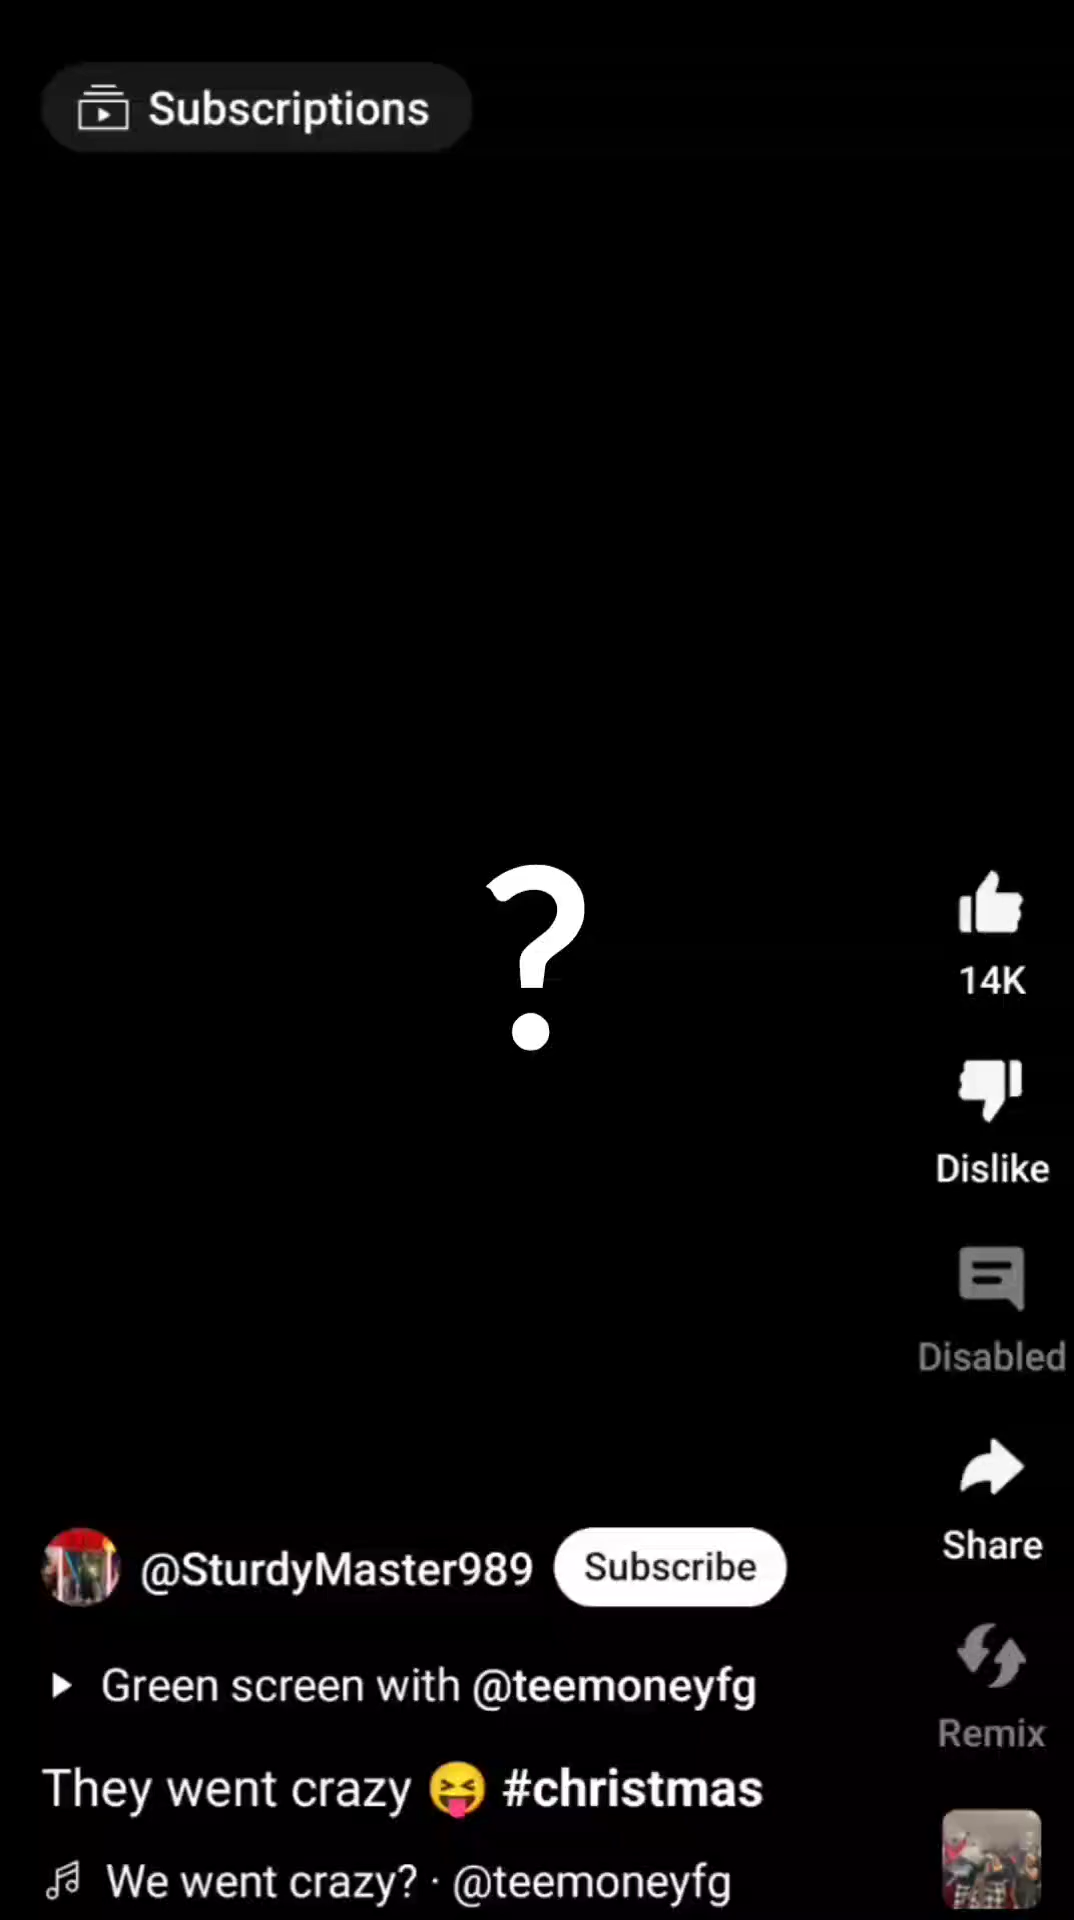 Subscriptions
?
14K
Dislike
Disabled
Share
@SturdyMaster989 Subscribe
Green screen with @teemoneyfg
Remix
They went crazy 😝 #christmas
We went crazy? · @teemoneyfg